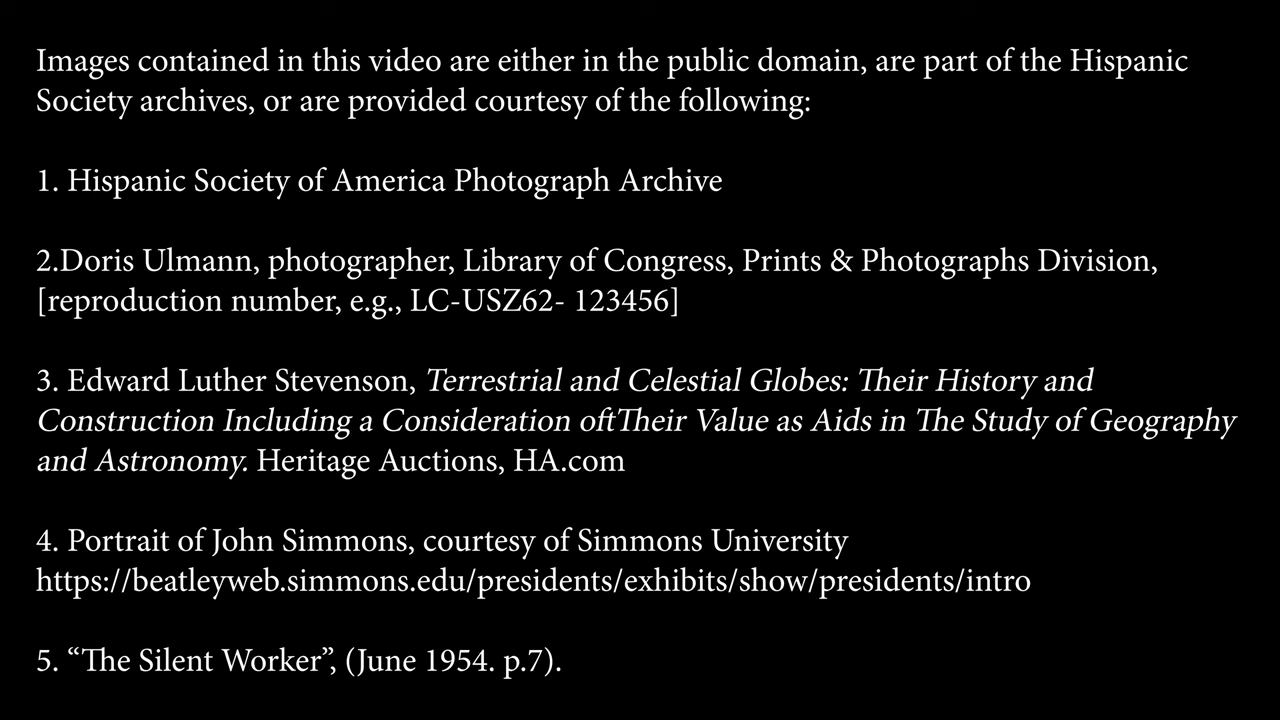 Images contained in this video are either in the public domain, are part of the Hispanic
Society archives, or are provided courtesy of the following:
1. Hispanic Society of America Photograph Archive
2.Doris Ulmann, photographer, Library of Congress, Prints & Photographs Division,
[reproduction number, e.g., LC-USZ62- 123456]
3. Edward Luther Stevenson, Terrestrial and Celestial Globes: Their History and
Construction Including a Consideration oftTheir Value as Aids in The Study of Geography
and Astronomy. Heritage Auctions, HA.com
4. Portrait of John Simmons, courtesy of Simmons University
https://beatleyweb.simmons.edu/presidents/exhibits/show/presidents/intro
5. “The Silent Worker”, (June 1954. p.7).